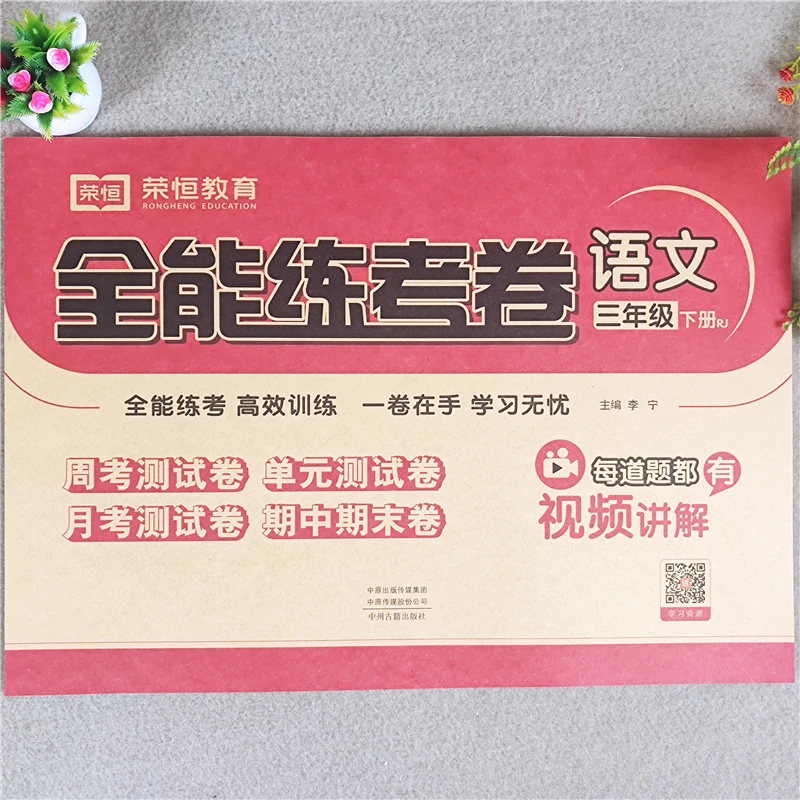 荣恒
荣恒教育
RONGHENG EDUCATION
全能练考卷
语文
三年级 下册RJ
全能练考 高效训练 一卷在手 学习无忧 主编 李 宁
周考测试卷 单元测试卷
月考测试卷 期中期末卷
每道题都有
视频讲解
中原出版传媒集团
中原传媒股份公司
中州古籍出版社
学习资源